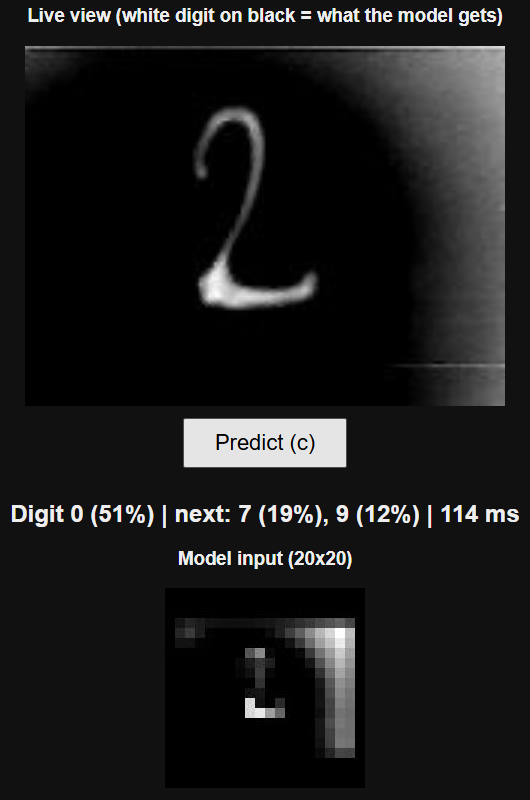 Live view (white digit on black = what the model gets)
2
Predict (c)
Digit 0 (51%) | next: 7 (19%), 9 (12%) | 114 ms
Model input (20x20)